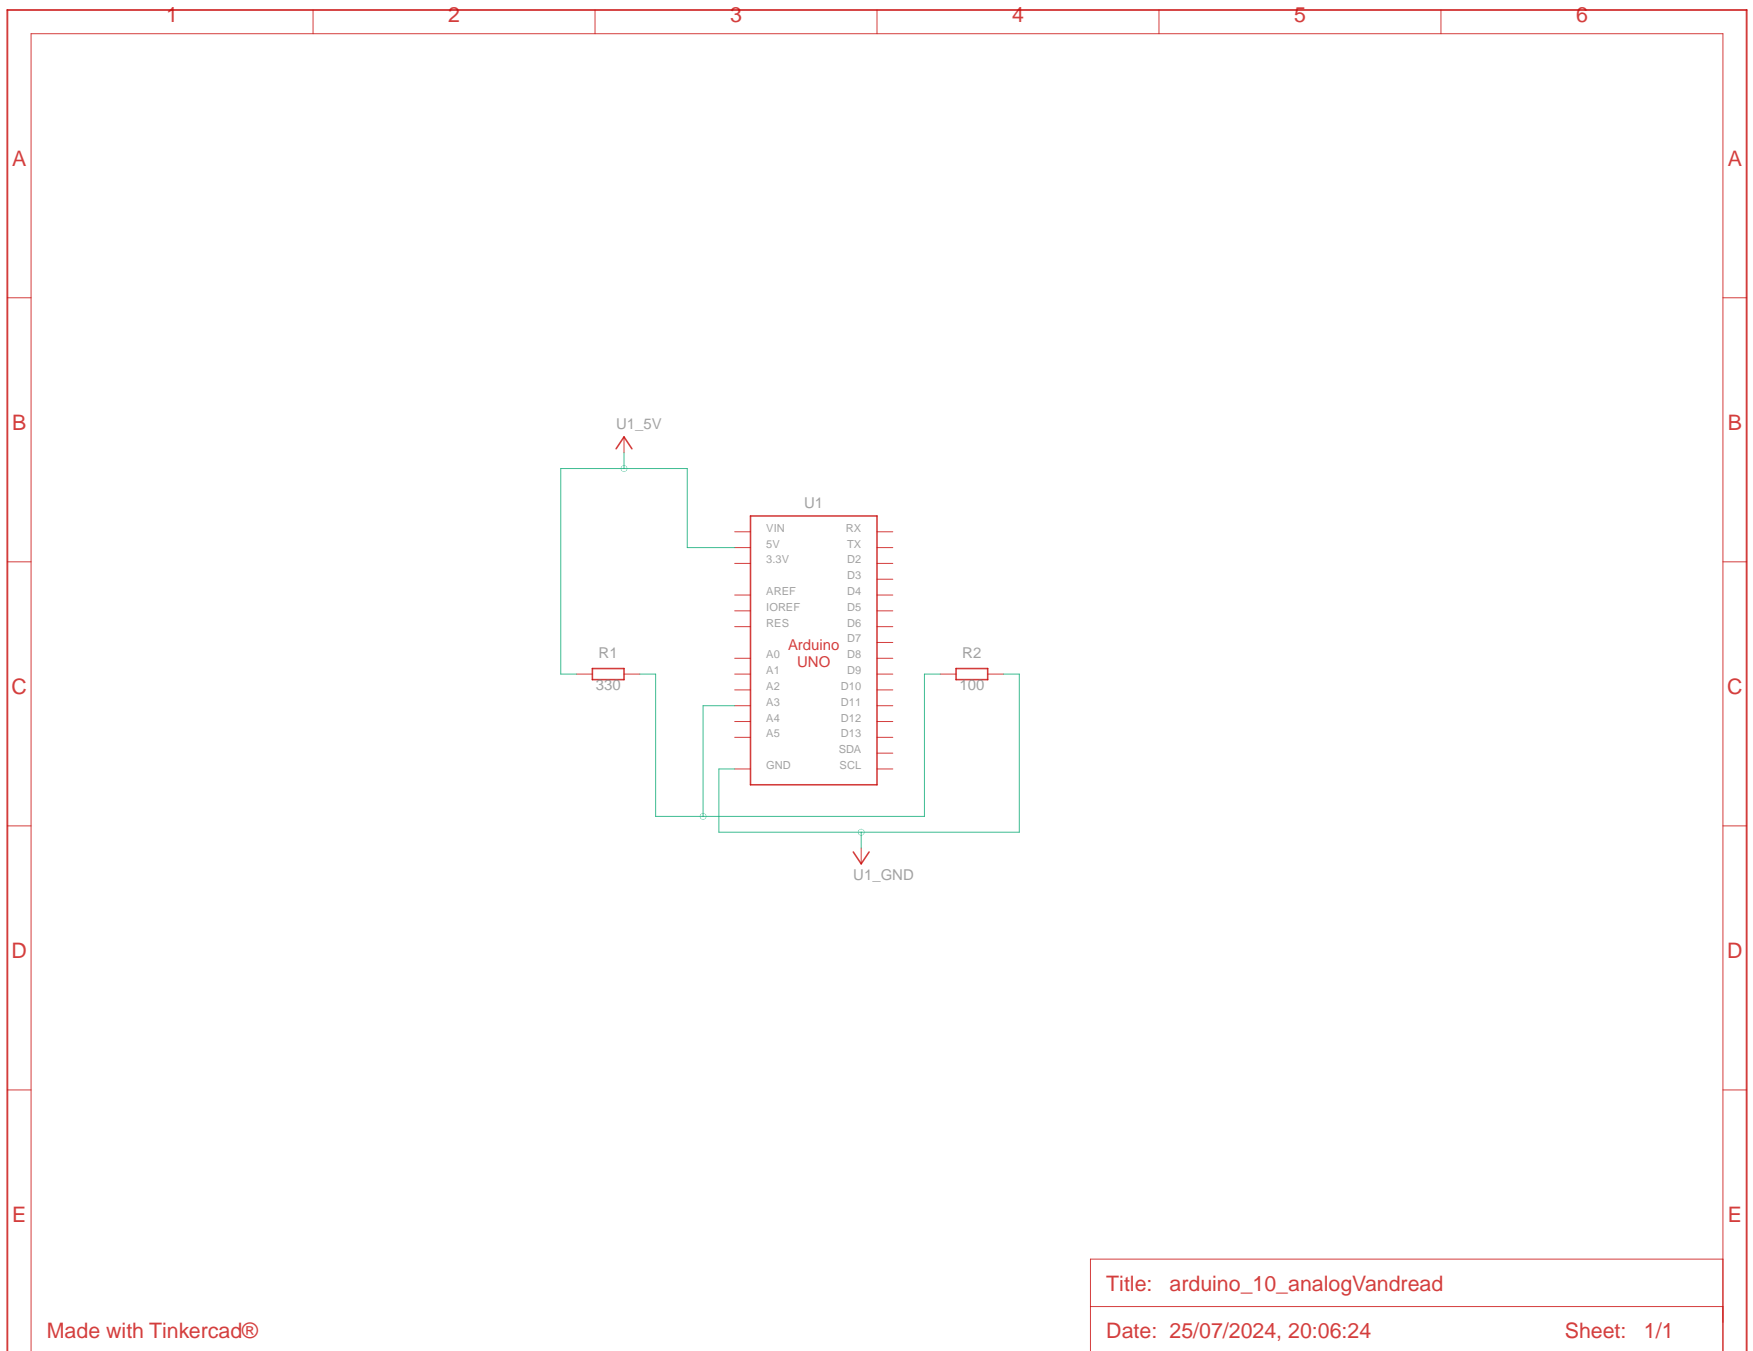 1 2 3 4 5 6
A A
B B
U1_5V
U1
VIN RX
5V TX
3.3V D2
D3
AREF D4
IOREF D5
RES D6
D7
Arduino
UNO
A0 D8
A1 D9
A2 D10
A3 D11
A4 D12
A5 D13
SDA
GND SCL
R1
330
R2
100
C C
U1_GND
D D
E E
Title: arduino_10_analogVandread
Made with Tinkercad®
Date: 25/07/2024, 20:06:24 Sheet: 1/1